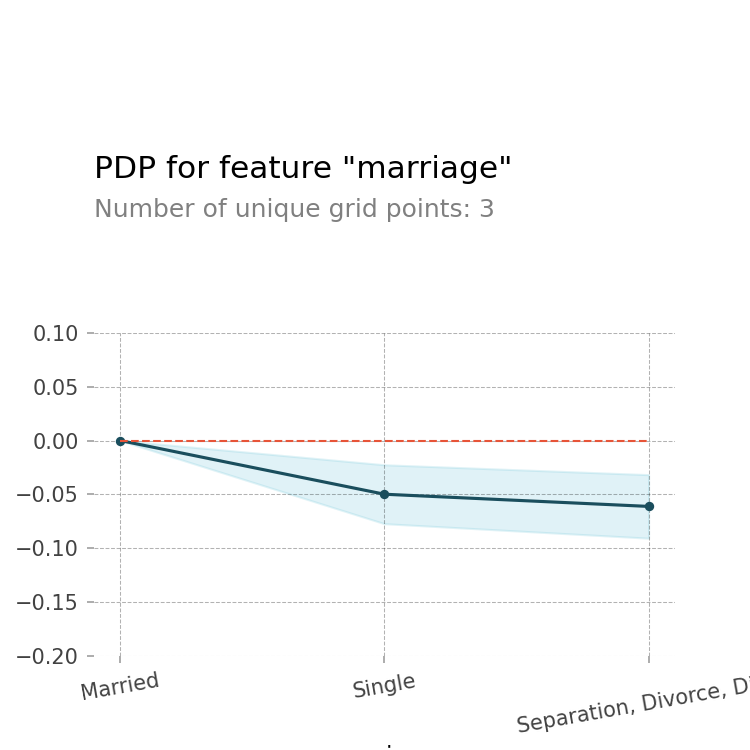 PDP for feature "marriage"
Number of unique grid points: 3
0.10
0.05
0.00
−0.05
−0.10
−0.15
−0.20
Married
Single
Separation, Divorce,